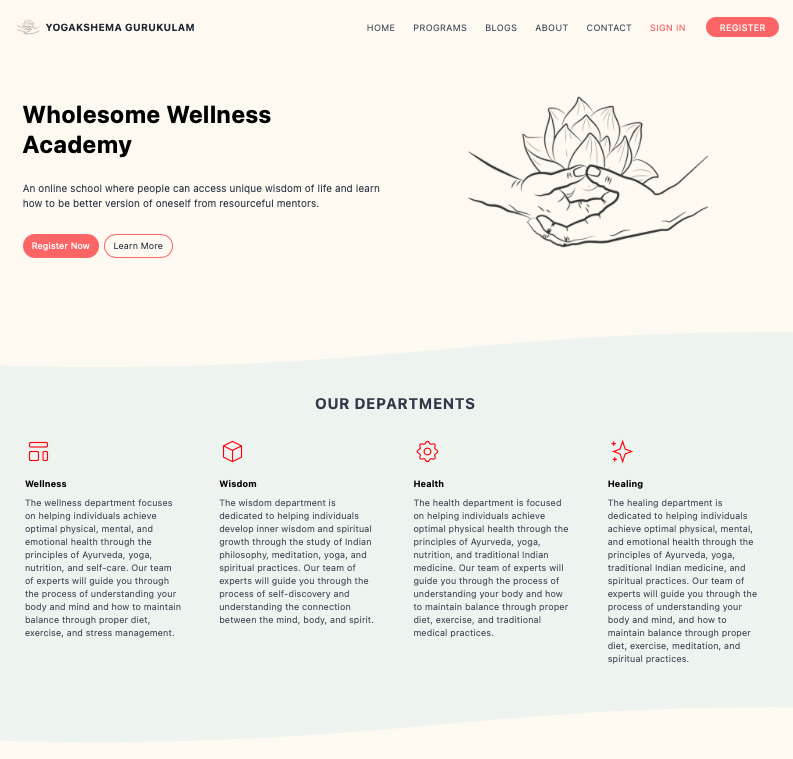 YOGAKSHEMA GURUKULAM
HOME PROGRAMS BLOGS ABOUT CONTACT SIGN IN REGISTER
Wholesome Wellness
Academy
An online school where people can access unique wisdom of life and learn
how to be better version of oneself from resourceful mentors.
Register Now Learn More
OUR DEPARTMENTS
Wellness
The wellness department focuses
on helping individuals achieve
optimal physical, mental, and
emotional health through the
principles of Ayurveda, yoga,
nutrition, and self-care. Our team
of experts will guide you through
the process of understanding your
body and mind and how to maintain
balance through proper diet,
exercise, and stress management.
Wisdom
The wisdom department is
dedicated to helping individuals
develop inner wisdom and spiritual
growth through the study of Indian
philosophy, meditation, yoga, and
spiritual practices. Our team of
experts will guide you through the
process of self-discovery and
understanding the connection
between the mind, body, and spirit.
Health
The health department is focused
on helping individuals achieve
optimal physical health through the
principles of Ayurveda, yoga,
nutrition, and traditional Indian
medicine. Our team of experts will
guide you through the process of
understanding your body and how
to maintain balance through proper
diet, exercise, and traditional
medical practices.
Healing
The healing department is
dedicated to helping individuals
achieve optimal physical, mental,
and emotional health through the
principles of Ayurveda, yoga,
traditional Indian medicine, and
spiritual practices. Our team of
experts will guide you through the
process of understanding your
body and mind, and how to
maintain balance through proper
diet, exercise, meditation, and
spiritual practices.